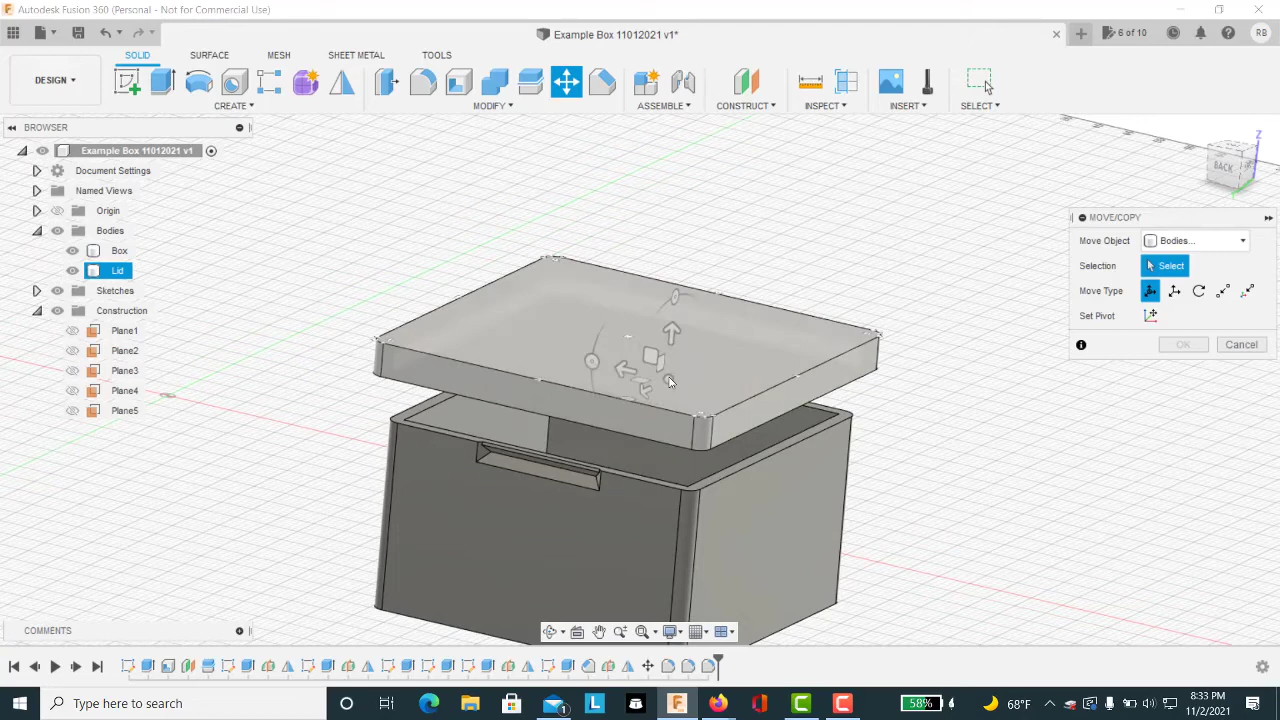 Autodesk Fusion 360 (Personal - Not for Commercial Use)
Example Box 11012021 v1*
6 of 10
RB
SOLID SURFACE MESH SHEET METAL TOOLS
DESIGN
CREATE MODIFY ASSEMBLE CONSTRUCT INSPECT INSERT SELECT
BROWSER
Example Box 11012021 v1
Document Settings
Named Views
Origin
Bodies
Box
Lid
Sketches
Construction
Plane1
Plane2
Plane3
Plane4
Plane5
Z
BACK
MOVE/COPY
Move Object Bodies...
Selection Select
Move Type
Set Pivot
OK Cancel
COMMENTS
Type here to search
58%
68°F
8:33 PM
11/2/2021